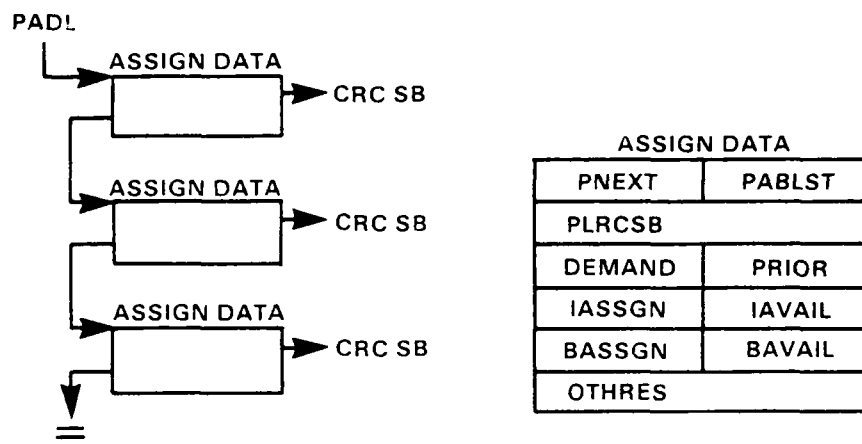 PADL
ASSIGN DATA
CRC SB
ASSIGN DATA
CRC SB
ASSIGN DATA
CRC SB
ASSIGN DATA
PNEXT PABLST
PLRCSB
DEMAND PRIOR
IASSGN IAVAIL
BASSGN BAVAIL
OTHRES